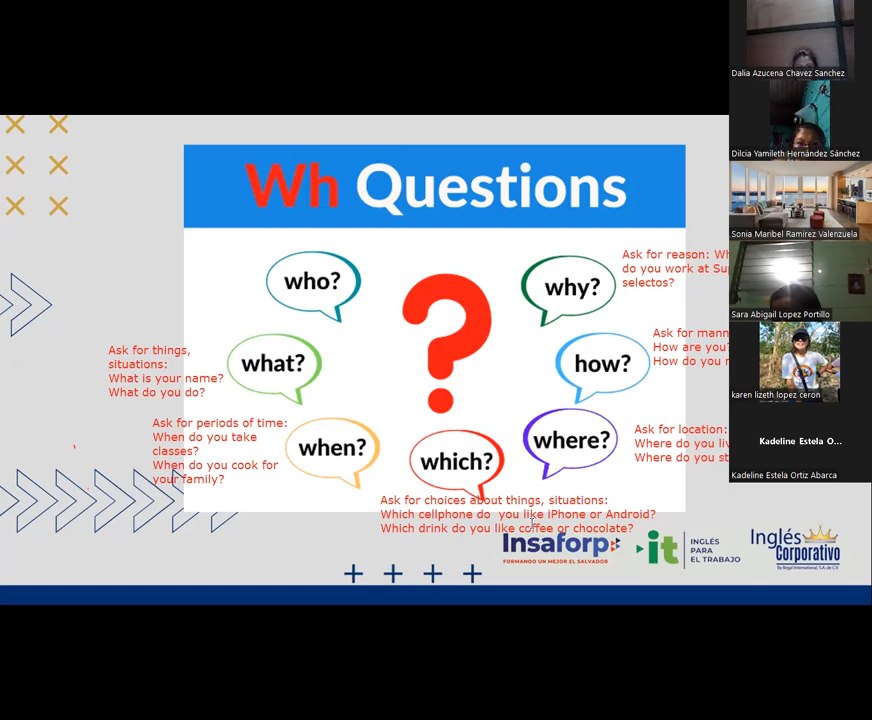 Wh Questions
who?
why?
Ask for reason: Wh
do you work at Su
selectos?
what?
Ask for things,
situations:
What is your name?
What do you do?
how?
Ask for mann
How are you?
How do you
when?
Ask for periods of time:
When do you take
classes?
When do you cook for
your family?
which?
Ask for choices about things, situations:
Which cellphone do you like iPhone or Android?
Which drink do you like coffee or chocolate?
where?
Ask for location:
Where do you liv
Where do you st
Insaforp
FORMANDO UN MEJOR EL SALVADOR
it
INGLÉS
PARA
EL TRABAJO
Inglés
Corporativo
By Regal International, S.A. de C.V.
Dalia Azucena Chavez Sanchez
Dilcia Yamileth Hernández Sánchez
Sonia Maribel Ramirez Valenzuela
Sara Abigail Lopez Portillo
karen lizeth lopez ceron
Kadeline Estela O...
Kadeline Estela Ortiz Abarca